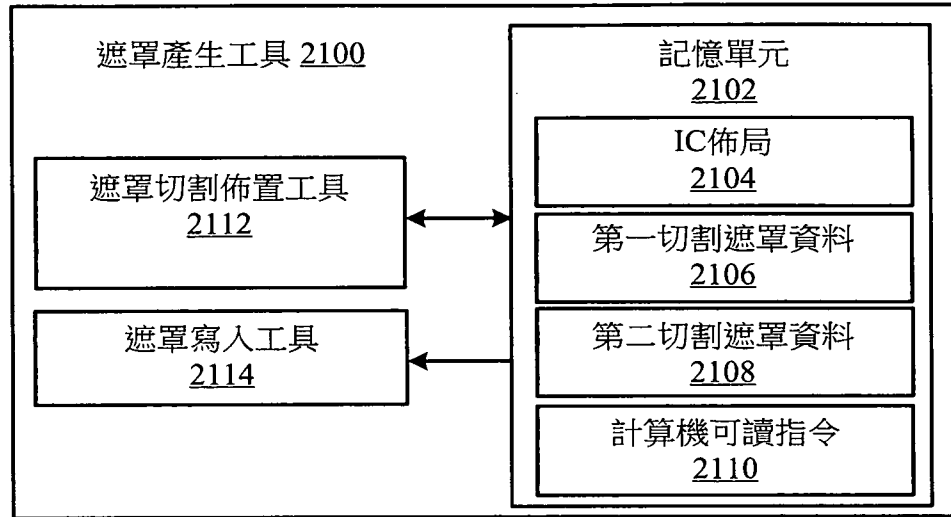 遮罩產生工具 2100
遮罩切割佈置工具
2112
遮罩寫入工具
2114
記憶單元
2102
IC佈局
2104
第一切割遮罩資料
2106
第二切割遮罩資料
2108
計算機可讀指令
2110